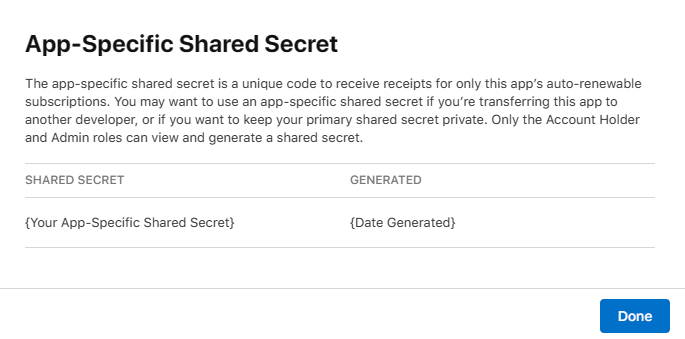 App-Specific Shared Secret
The app-specific shared secret is a unique code to receive receipts for only this app’s auto-renewable
subscriptions. You may want to use an app-specific shared secret if you’re transferring this app to
another developer, or if you want to keep your primary shared secret private. Only the Account Holder
and Admin roles can view and generate a shared secret.
SHARED SECRET GENERATED
{Your App-Specific Shared Secret} {Date Generated}
Done